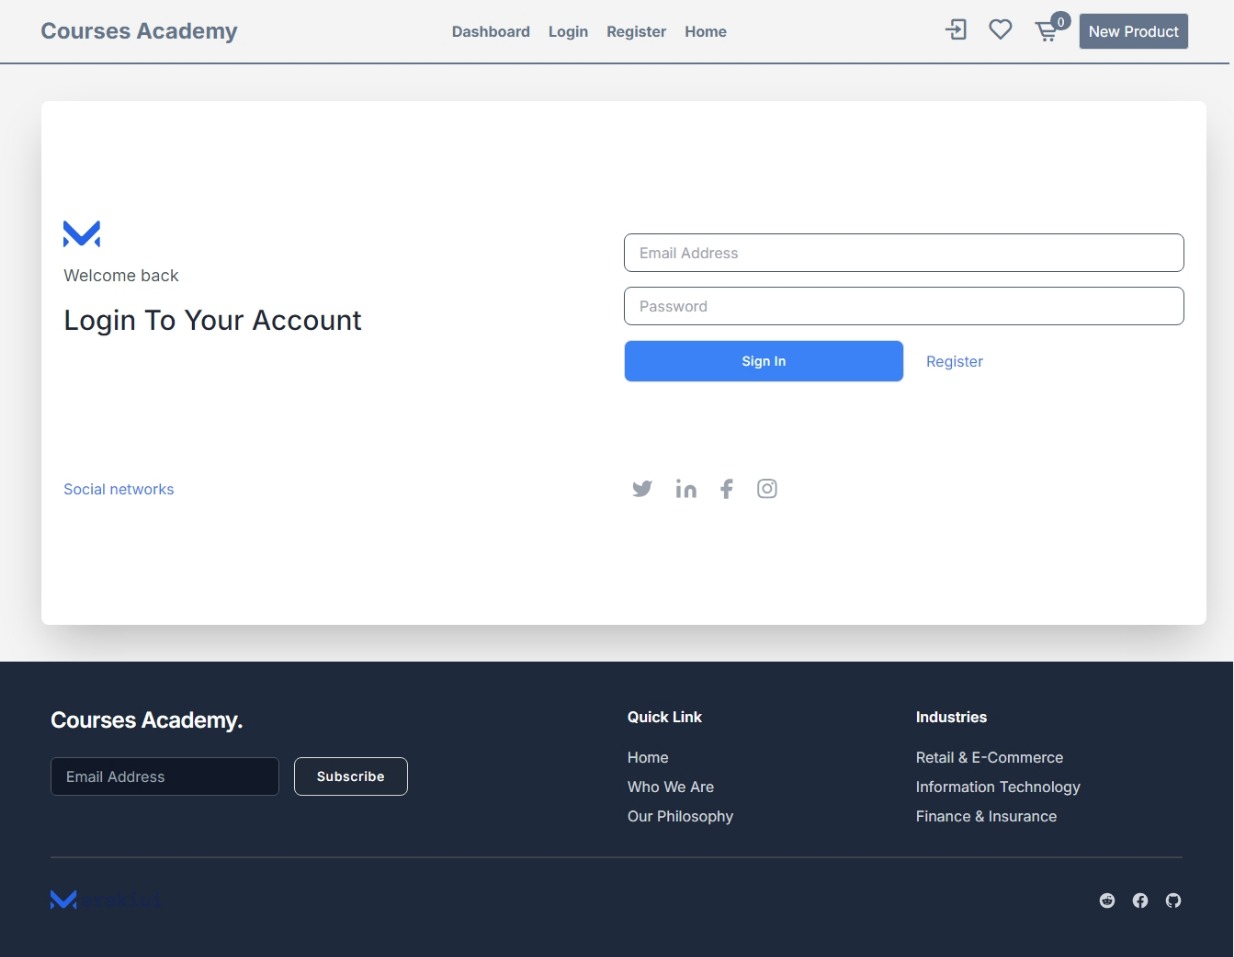 Courses Academy
Dashboard Login Register Home
0
New Product
Welcome back
Login To Your Account
Email Address
Password
Sign In
Register
Social networks
Courses Academy.
Email Address
Subscribe
Quick Link
Home
Who We Are
Our Philosophy
Industries
Retail & E-Commerce
Information Technology
Finance & Insurance